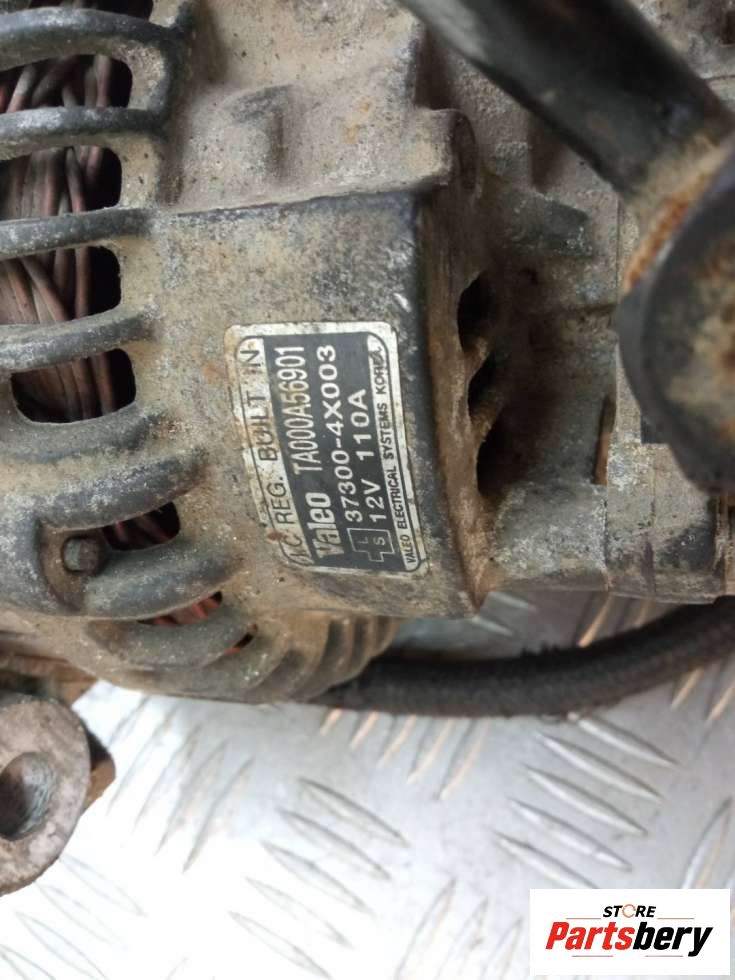 I.C REG. BUILT IN
Valeo TA000A56901
37300-4X003
L S 12V 110A
VALEO ELECTRICAL SYSTEMS KOREA
STORE
Partsbery